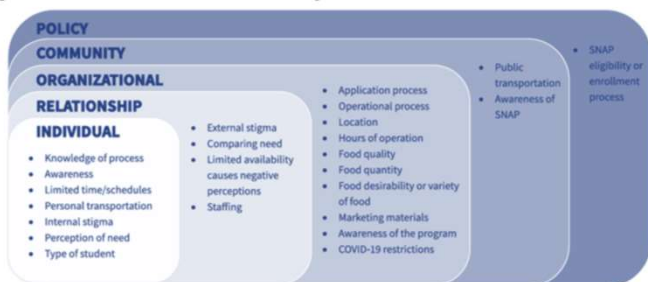 POLICY
COMMUNITY
ORGANIZATIONAL
RELATIONSHIP
INDIVIDUAL
• Knowledge of process
• Awareness
• Limited time/schedules
• Personal transportation
• Internal stigma
• Perception of need
• Type of student
• External stigma
• Comparing need
• Limited availability
causes negative
perceptions
• Staffing
• Application process
• Operational process
• Location
• Hours of operation
• Food quality
• Food quantity
• Food desirability or variety
of food
• Marketing materials
• Awareness of the program
• COVID-19 restrictions
• Public
transportation
• Awareness of
SNAP
• SNAP
eligibility or
enrollment
process